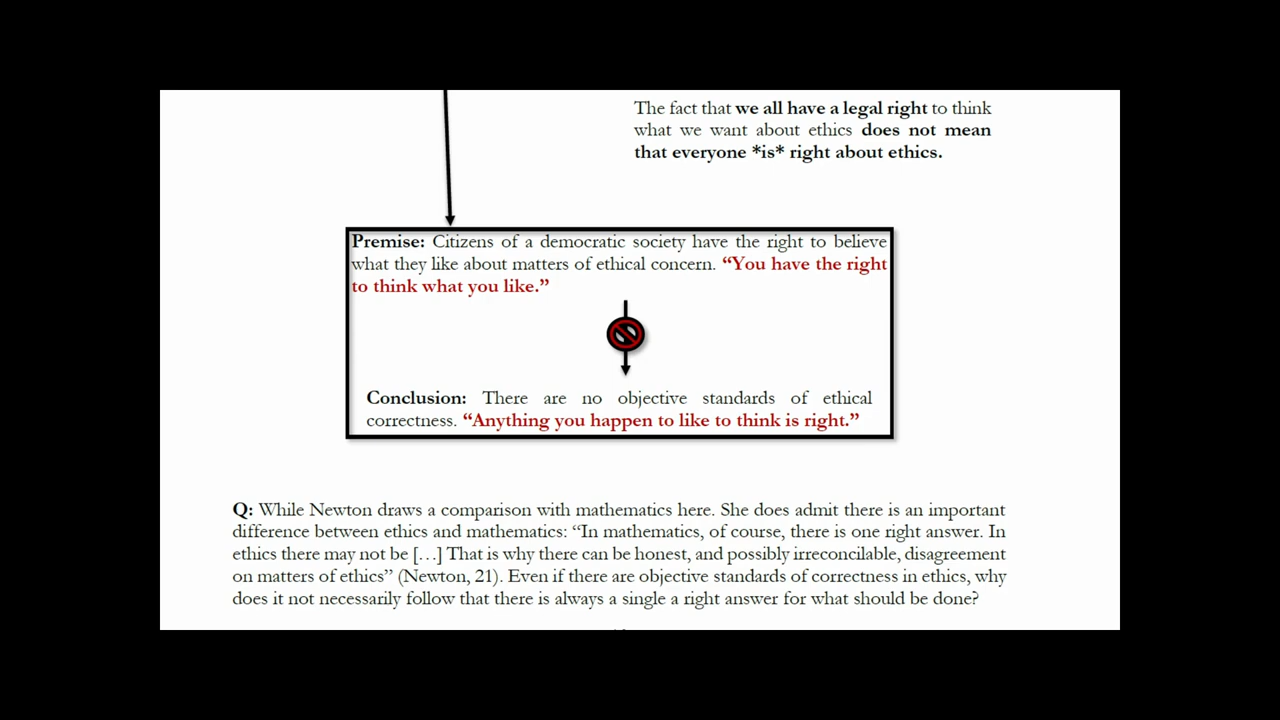 The fact that we all have a legal right to think
what we want about ethics does not mean
that everyone *is* right about ethics.
Premise: Citizens of a democratic society have the right to believe
what they like about matters of ethical concern. “You have the right
to think what you like.”
Conclusion: There are no objective standards of ethical
correctness. “Anything you happen to like to think is right.”
Q: While Newton draws a comparison with mathematics here. She does admit there is an important
difference between ethics and mathematics: “In mathematics, of course, there is one right answer. In
ethics there may not be […] That is why there can be honest, and possibly irreconcilable, disagreement
on matters of ethics” (Newton, 21). Even if there are objective standards of correctness in ethics, why
does it not necessarily follow that there is always a single a right answer for what should be done?